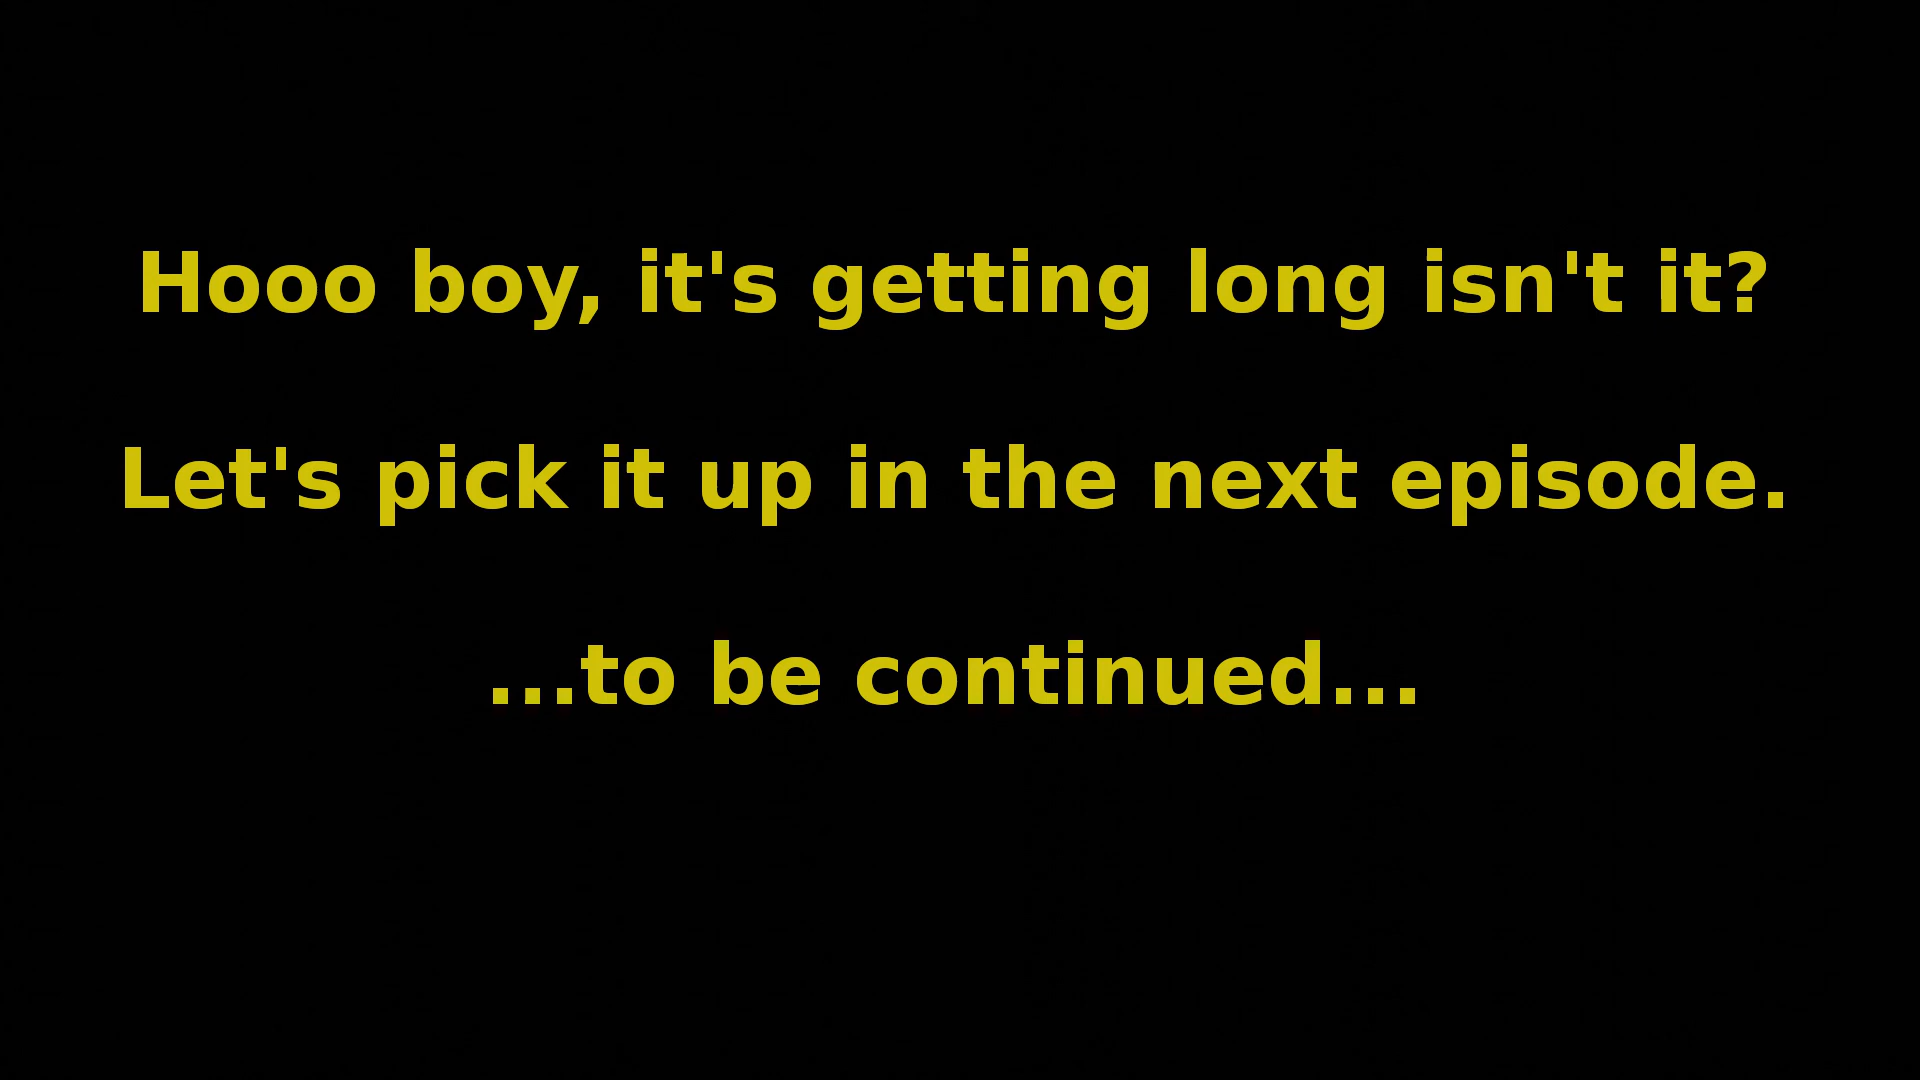 Hooo boy, it's getting long isn't it?
Let's pick it up in the next episode.
...to be continued...